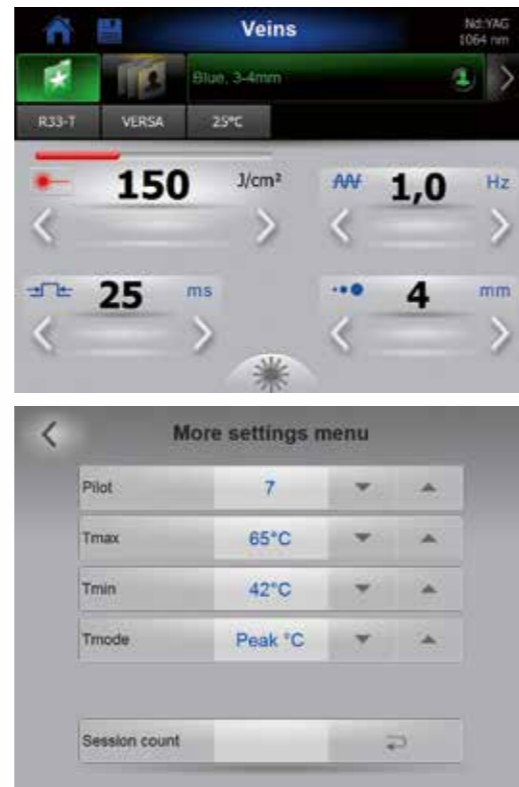 Veins
Nd:YAG
1064 nm
Blue, 3-4mm
R33-T VERSA 25°C
150 J/cm² 1,0 Hz
25 ms 4 mm
More settings menu
Pilot 7
Tmax 65°C
Tmin 42°C
Tmode Peak °C
Session count